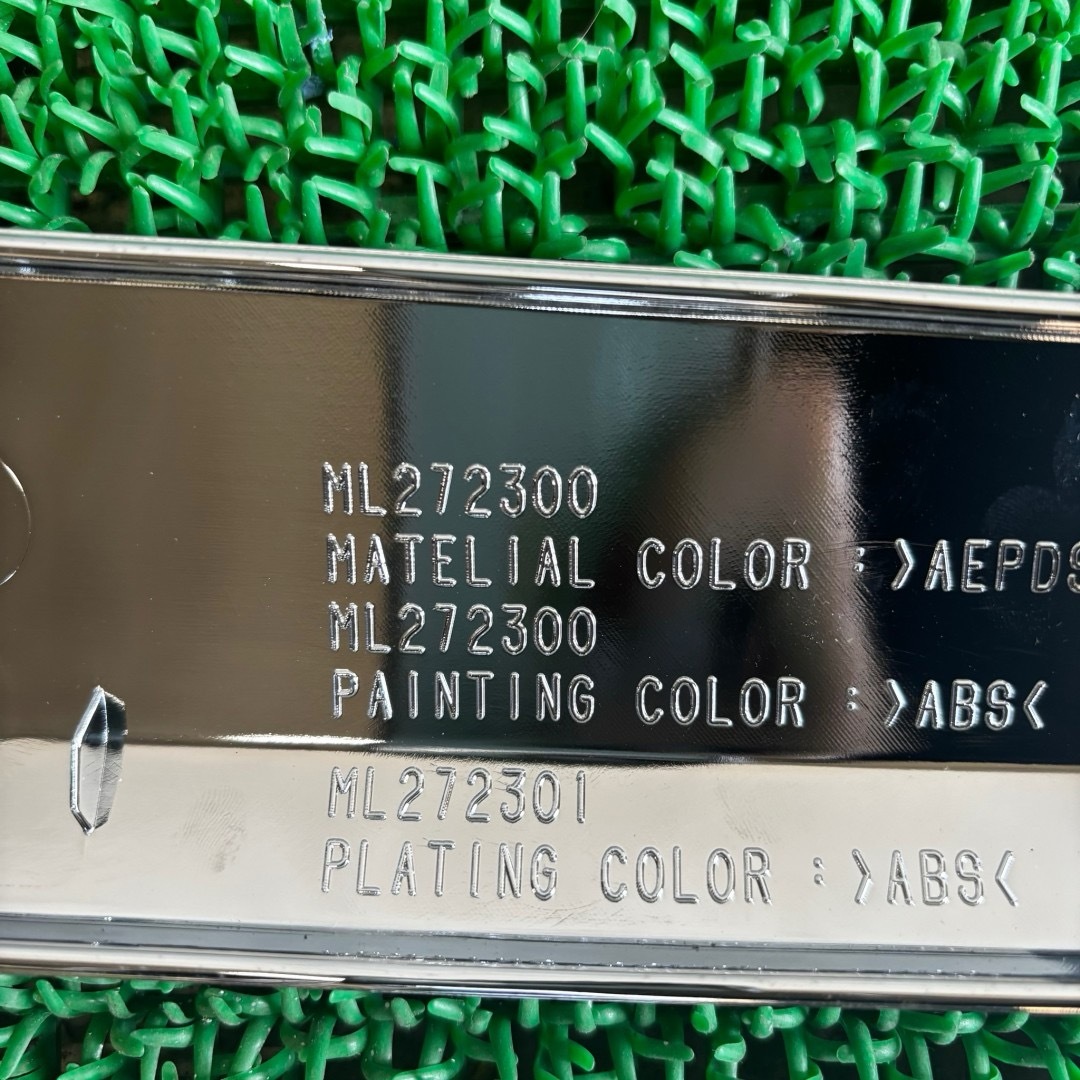 ML272300
MATELIAL COLOR :>AEPDS
ML272300
PAINTING COLOR :>ABS<
ML272301
PLATING COLOR :>ABS<